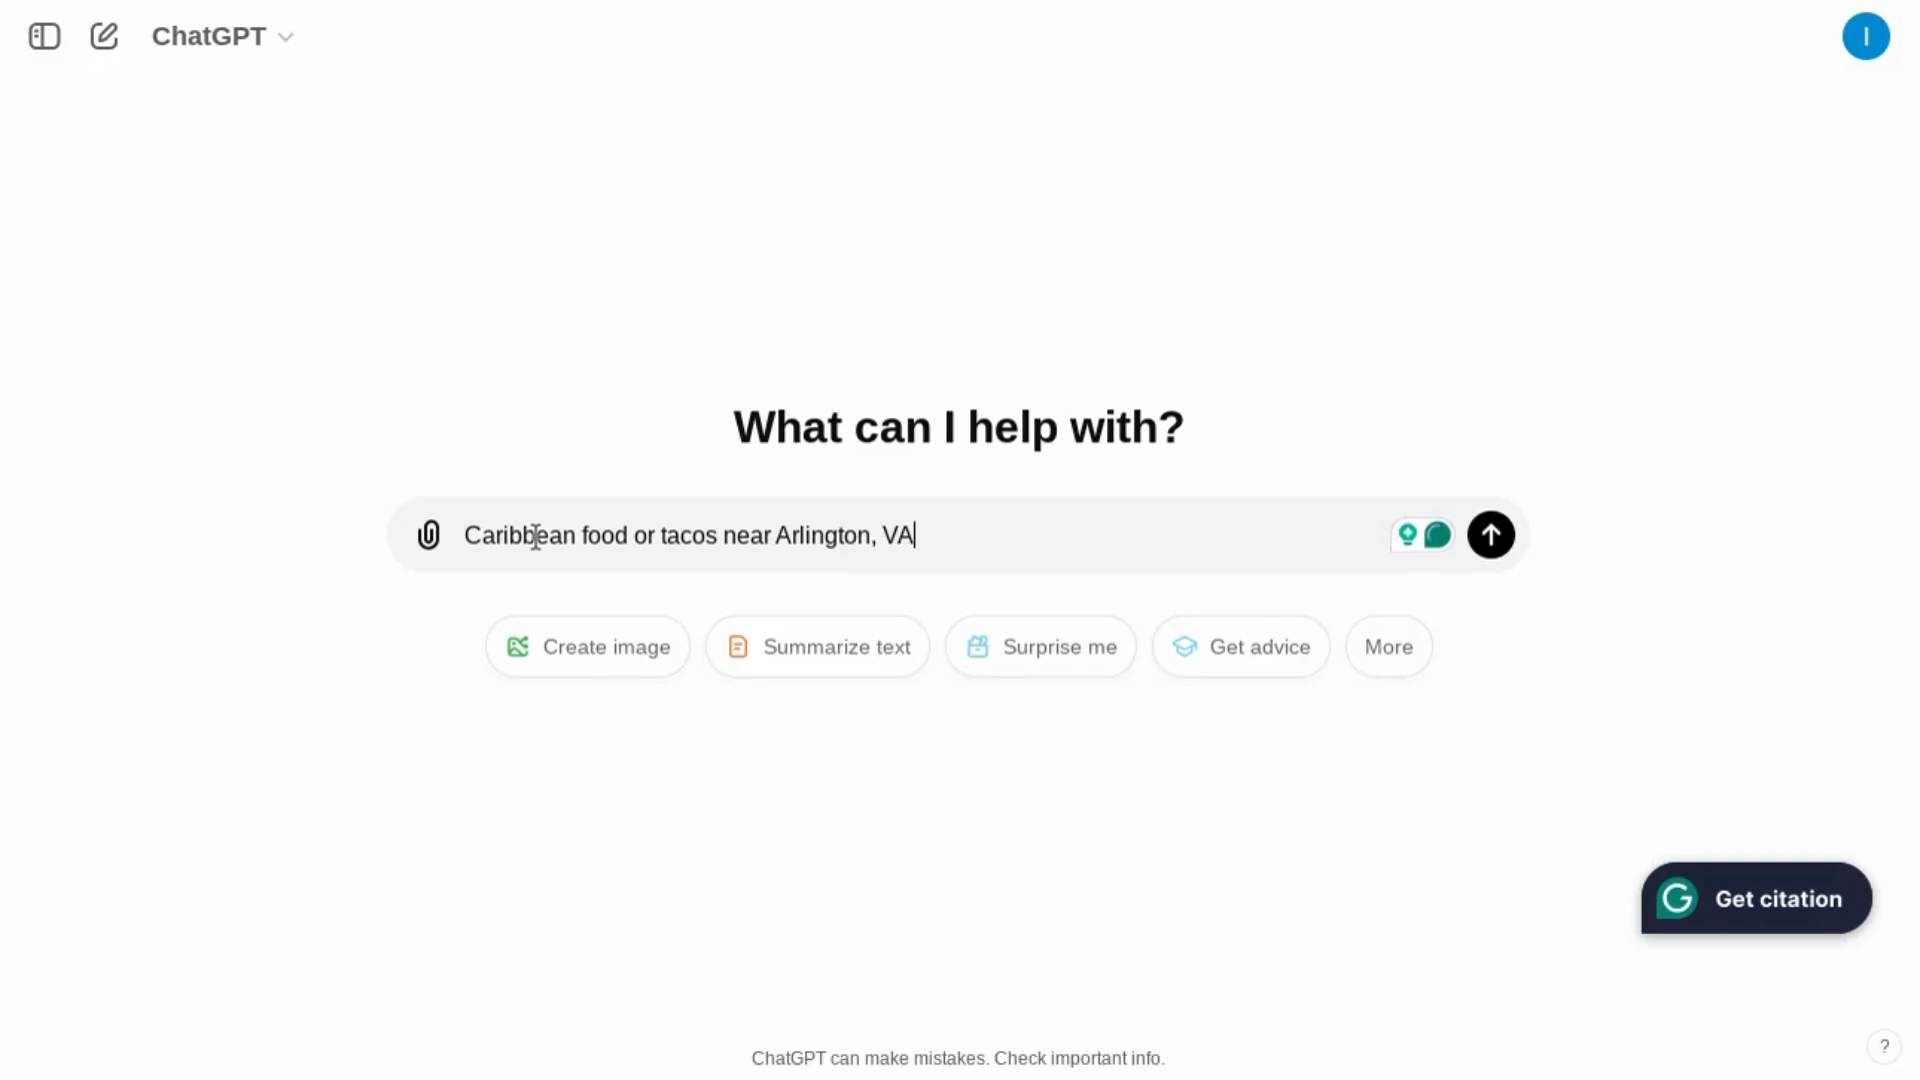 ChatGPT
I
What can I help with?
Caribbean food or tacos near Arlington, VA
Create image
Summarize text
Surprise me
Get advice
More
Get citation
ChatGPT can make mistakes. Check important info.
?